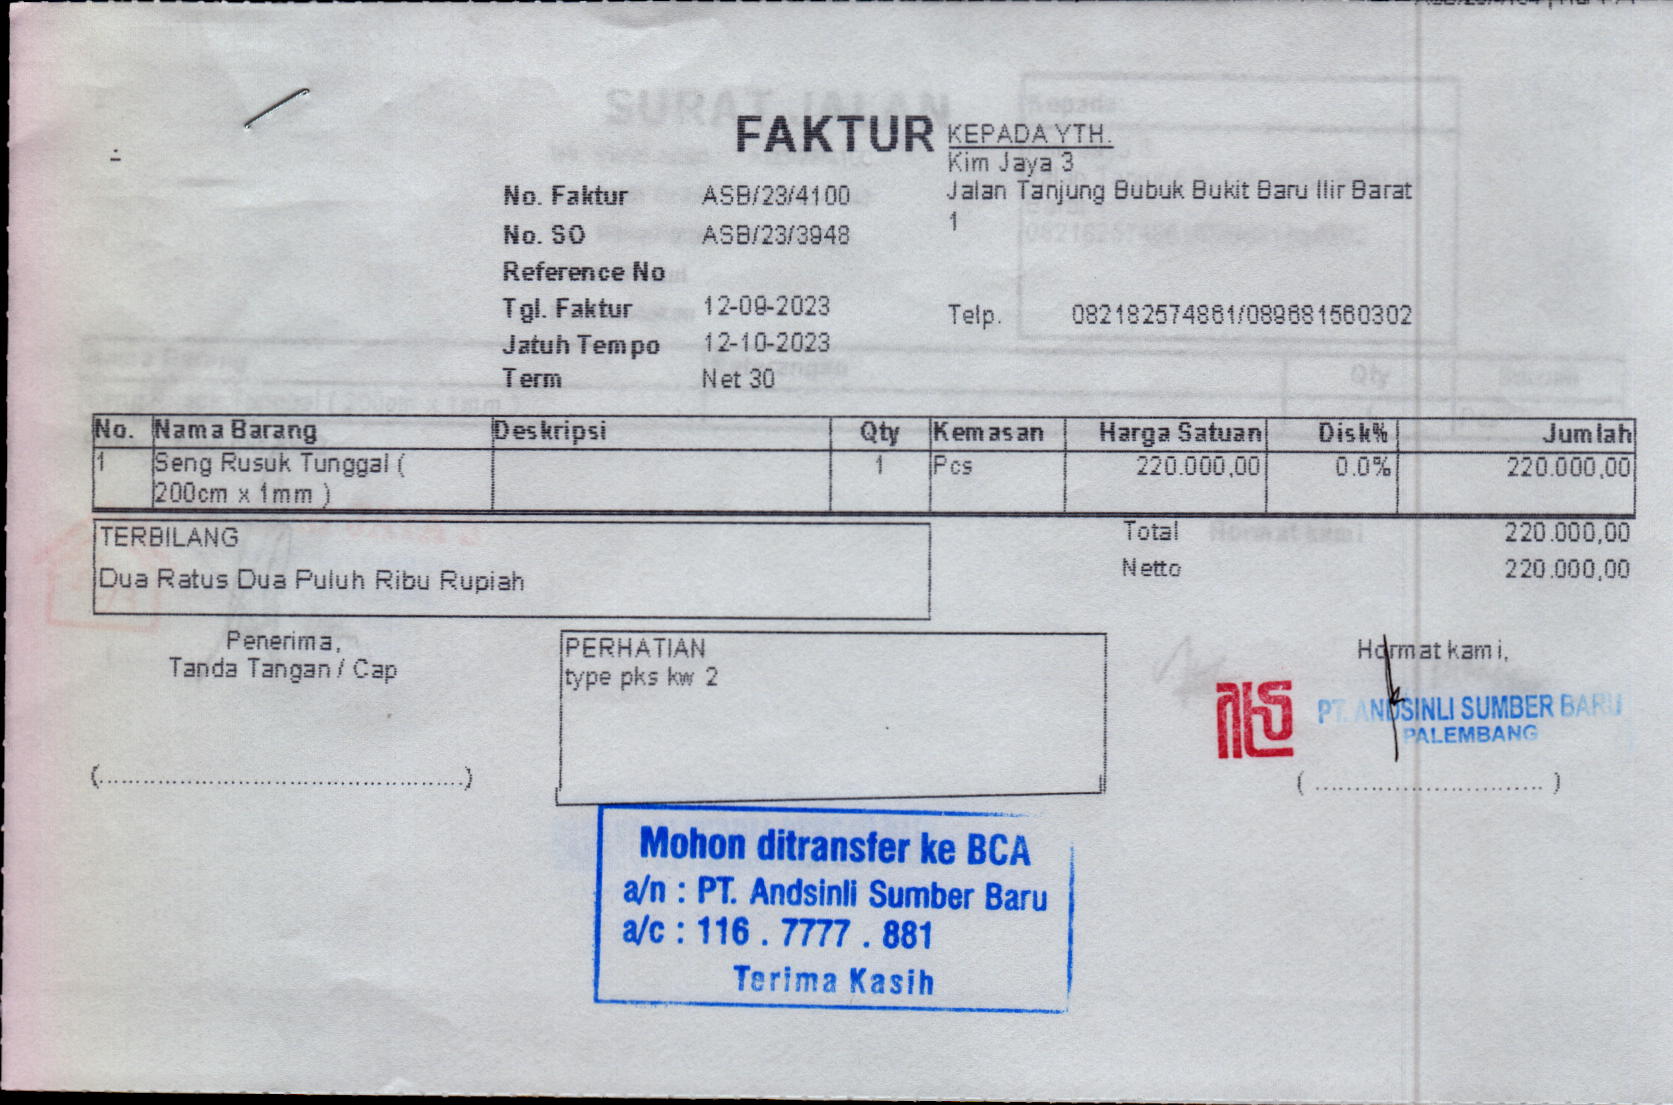 FAKTUR
KEPADA YTH.
Kim Jaya 3
Jalan Tanjung Bubuk Bukit Baru Ilir Barat
1
No. Faktur ASB/23/4100
No. SO ASB/23/3948
Reference No
Tgl. Faktur 12-09-2023
Telp. 082182574861/089681560302
Jatuh Tempo 12-10-2023
Term Net 30
No. Nama Barang Deskripsi Qty Kemasan Harga Satuan Disk% Jumlah
1 Seng Rusuk Tunggal ( 1 Pcs 220.000,00 0.0% 220.000,00
200cm x 1mm )
TERBILANG
Dua Ratus Dua Puluh Ribu Rupiah
Total 220.000,00
Netto 220.000,00
Penerima,
Tanda Tangan / Cap
(..........................................)
PERHATIAN
type pks kw 2
Hormat kami,
PT. ANDSINLI SUMBER BARU
PALEMBANG
(............................)
Mohon ditransfer ke BCA
a/n : PT. Andsinli Sumber Baru
a/c : 116 . 7777 . 881
Terima Kasih